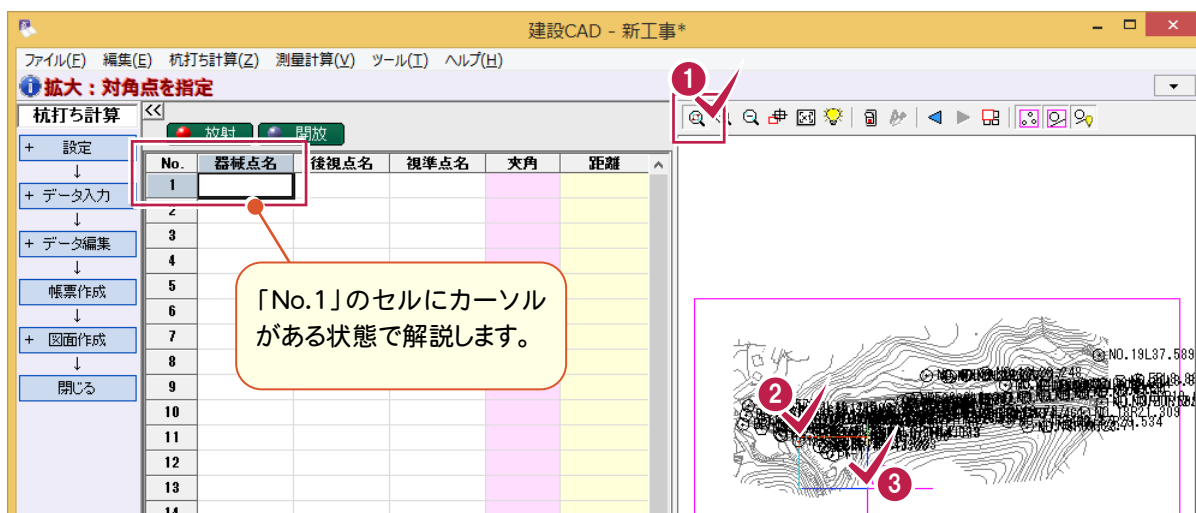 建設CAD - 新工事*
ファイル(F) 編集(E) 杭打ち計算(Z) 測量計算(V) ツール(T) ヘルプ(H)
拡大：対角点を指定
杭打ち計算
<<
放射 開放
+ 設定
↓
+ データ入力
↓
+ データ編集
↓
帳票作成
↓
+ 図面作成
↓
閉じる
No. 器械点名 後視点名 視準点名 夾角 距離
1
2
3
4
5
6
7
8
9
10
11
12
13
14
「No.1」のセルにカーソル
がある状態で解説します。
1
2
3
NO.19L37.589